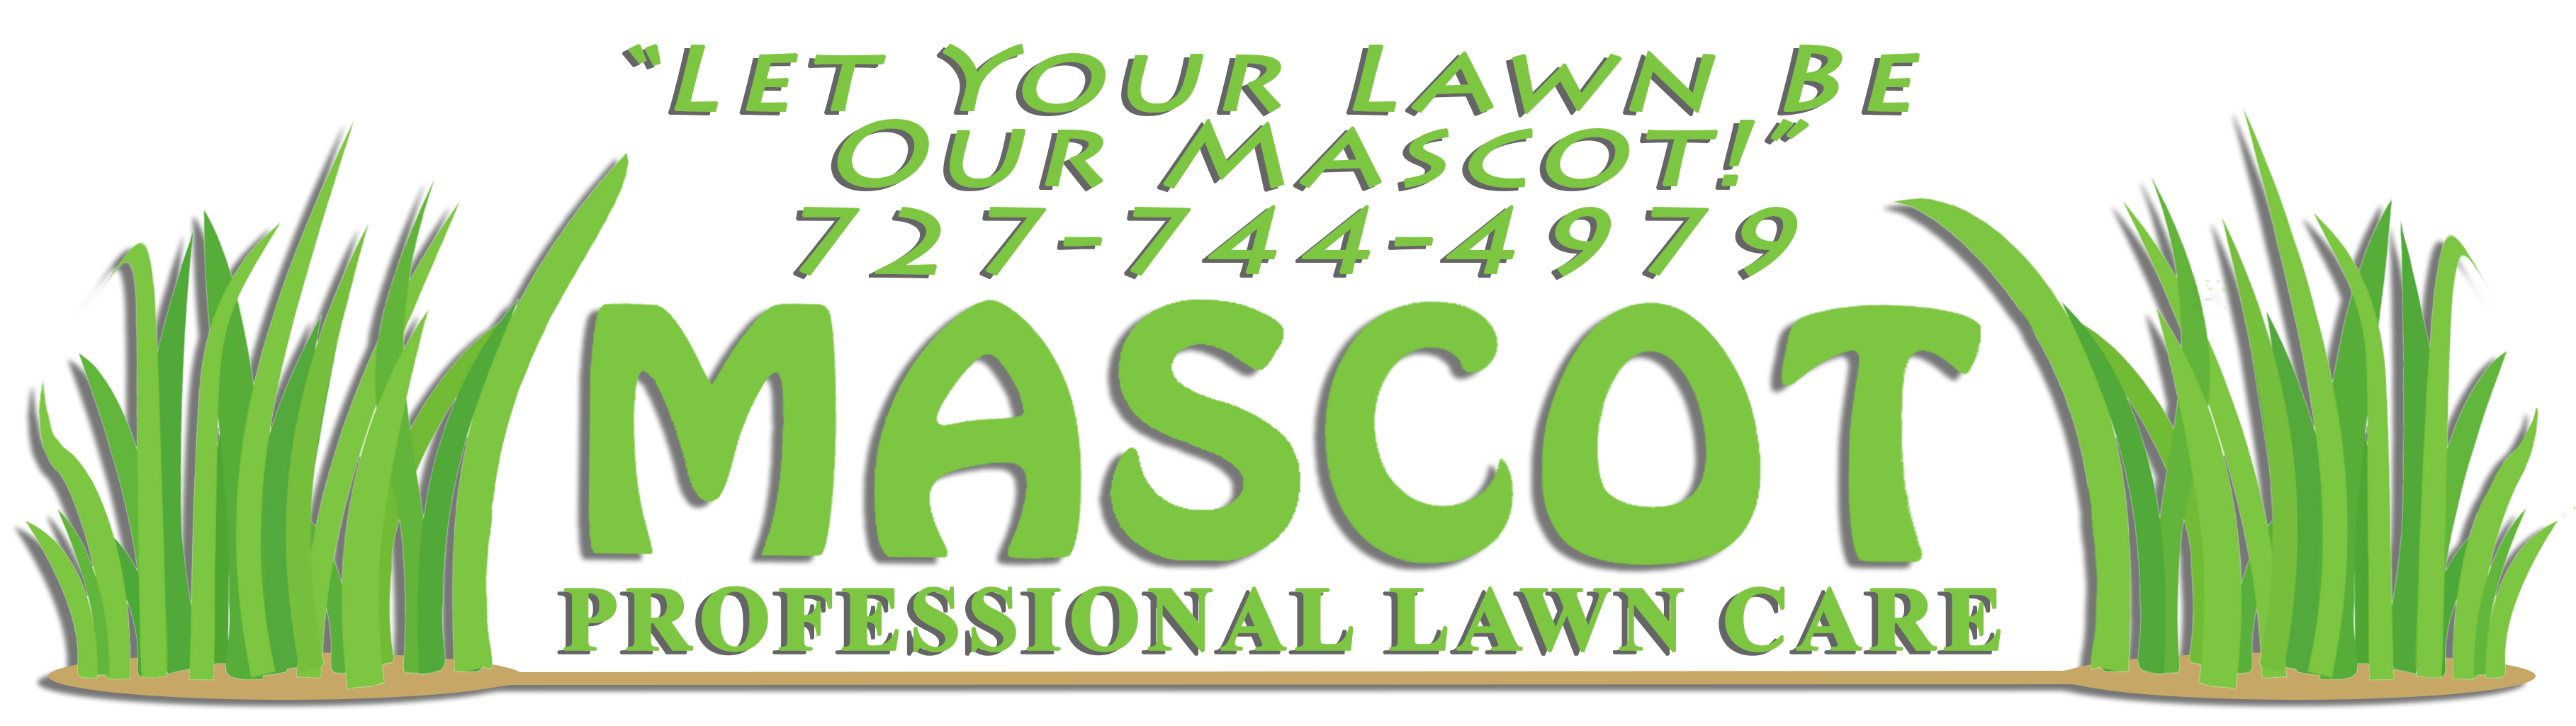 “Let Your Lawn Be
Our Mascot!”
727-744-4979
MASCOT
PROFESSIONAL LAWN CARE